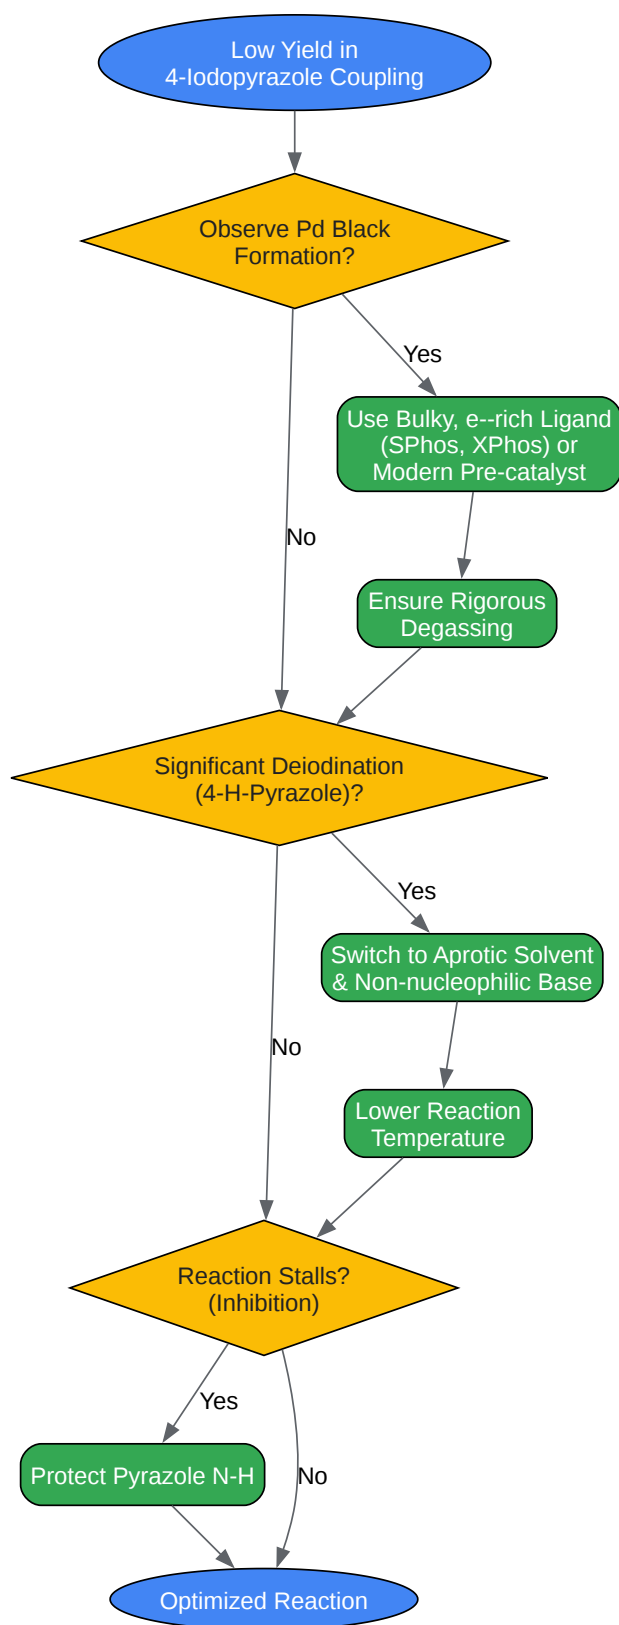 Low Yield in
4-Iodopyrazole Coupling
Observe Pd Black
Formation?
Yes
Use Bulky, e--rich Ligand
(SPhos, XPhos) or
Modern Pre-catalyst
No
Ensure Rigorous
Degassing
Significant Deiodination
(4-H-Pyrazole)?
Yes
Switch to Aprotic Solvent
& Non-nucleophilic Base
No
Lower Reaction
Temperature
Reaction Stalls?
(Inhibition)
Yes
Protect Pyrazole N-H
No
Optimized Reaction